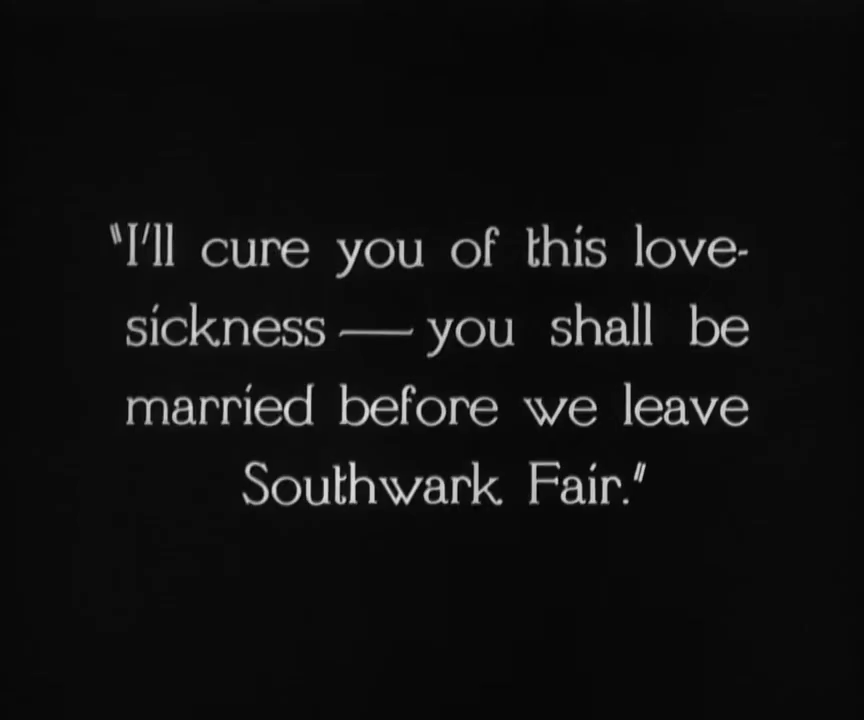 "I'll cure you of this love-
sickness — you shall be
married before we leave
Southwark Fair."